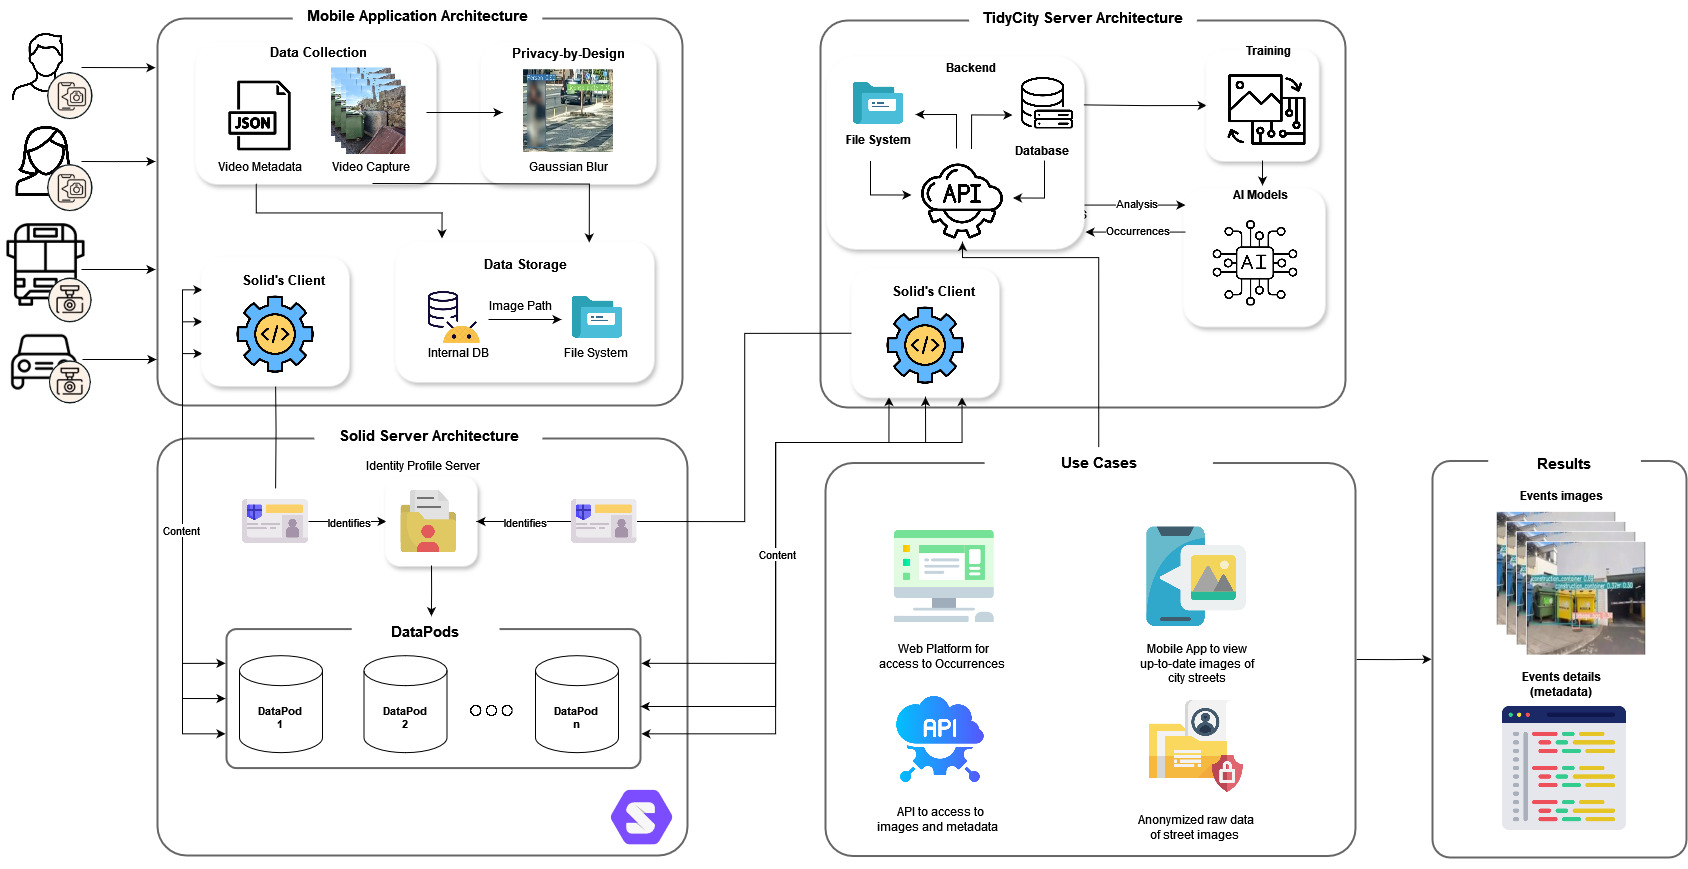 Mobile Application Architecture
Data Collection
JSON
Video Metadata
Video Capture
Privacy-by-Design
Gaussian Blur
Solid's Client
Data Storage
Image Path
Internal DB
File System
TidyCity Server Architecture
Backend
File System
Database
API
Training
AI Models
AI
Analysis
Occurrences
Solid's Client
Solid Server Architecture
Identity Profile Server
Identifies
Identifies
Content
Content
DataPods
DataPod
1
DataPod
2
DataPod
n
Use Cases
Web Platform for
access to Occurrences
Mobile App to view
up-to-date images of
city streets
API
API to access to
images and metadata
Anonymized raw data
of street images
Results
Events images
construction_container
construction_container
Events details
(metadata)